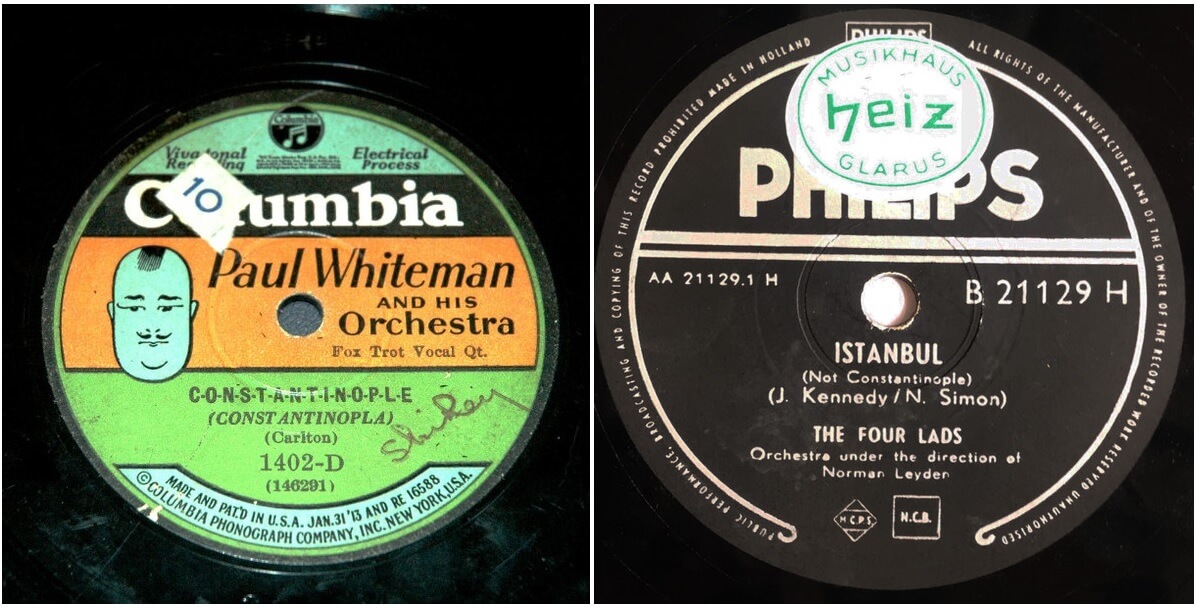 Columbia
Viva-tonal
Recording
Electrical
Process
10
Columbia
Paul Whiteman
AND HIS
Orchestra
Fox Trot Vocal Qt.
C-O-N-S-T-A-N-T-I-N-O-P-L-E
(CONSTANTINOPLA)
(Carlton)
1402-D
(146291)
MADE AND PAT'D IN U.S.A. JAN. 31 '13 AND RE 16588
©COLUMBIA PHONOGRAPH COMPANY, INC. NEW YORK, U.S.A.
PHILIPS
MUSIKHAUS
heiz
GLARUS
PHILIPS
AA 21129.1 H
B 21129 H
ISTANBUL
(Not Constantinople)
(J. Kennedy / N. Simon)
THE FOUR LADS
Orchestra under the direction of
Norman Leyden
M.C.P.S.
N.C.B.
MADE IN HOLLAND
ALL RIGHTS OF THE MANUFACTURER AND OF THE OWNER OF THE RECORDED WORK RESERVED UNAUTHORISED
PUBLIC PERFORMANCE, BROADCASTING AND COPYING OF THIS RECORD PROHIBITED